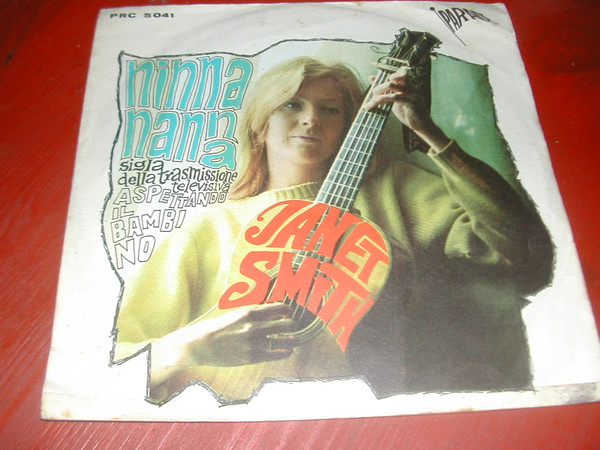 PRC 5041
ninna
nanna
sigla
della trasmissione
televisiva
ASPETTANDO
IL
BAMBI
NO
JANET
SMITH